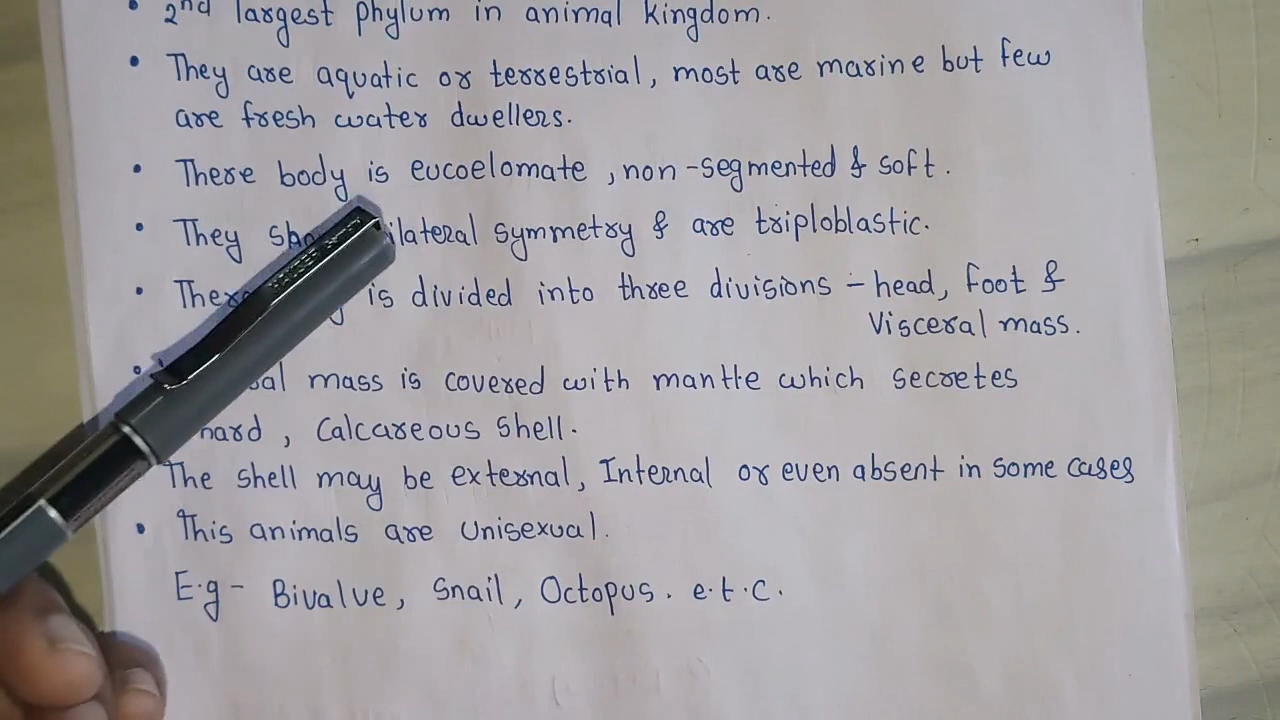 • 2nd largest phylum in animal kingdom.
• They are aquatic or terrestrial, most are marine but few
are fresh water dwellers.
• There body is eucoelomate, non-segmented & soft.
• They symmetry & are triploblastic.
• is divided into three divisions - head, foot &
Visceral mass.
• mass is covered with mantle which secretes
hard, Calcareous shell.
The shell may be external, Internal or even absent in some cases
• This animals are Unisexual.
E.g - Bivalve, Snail, Octopus. e.t.c.